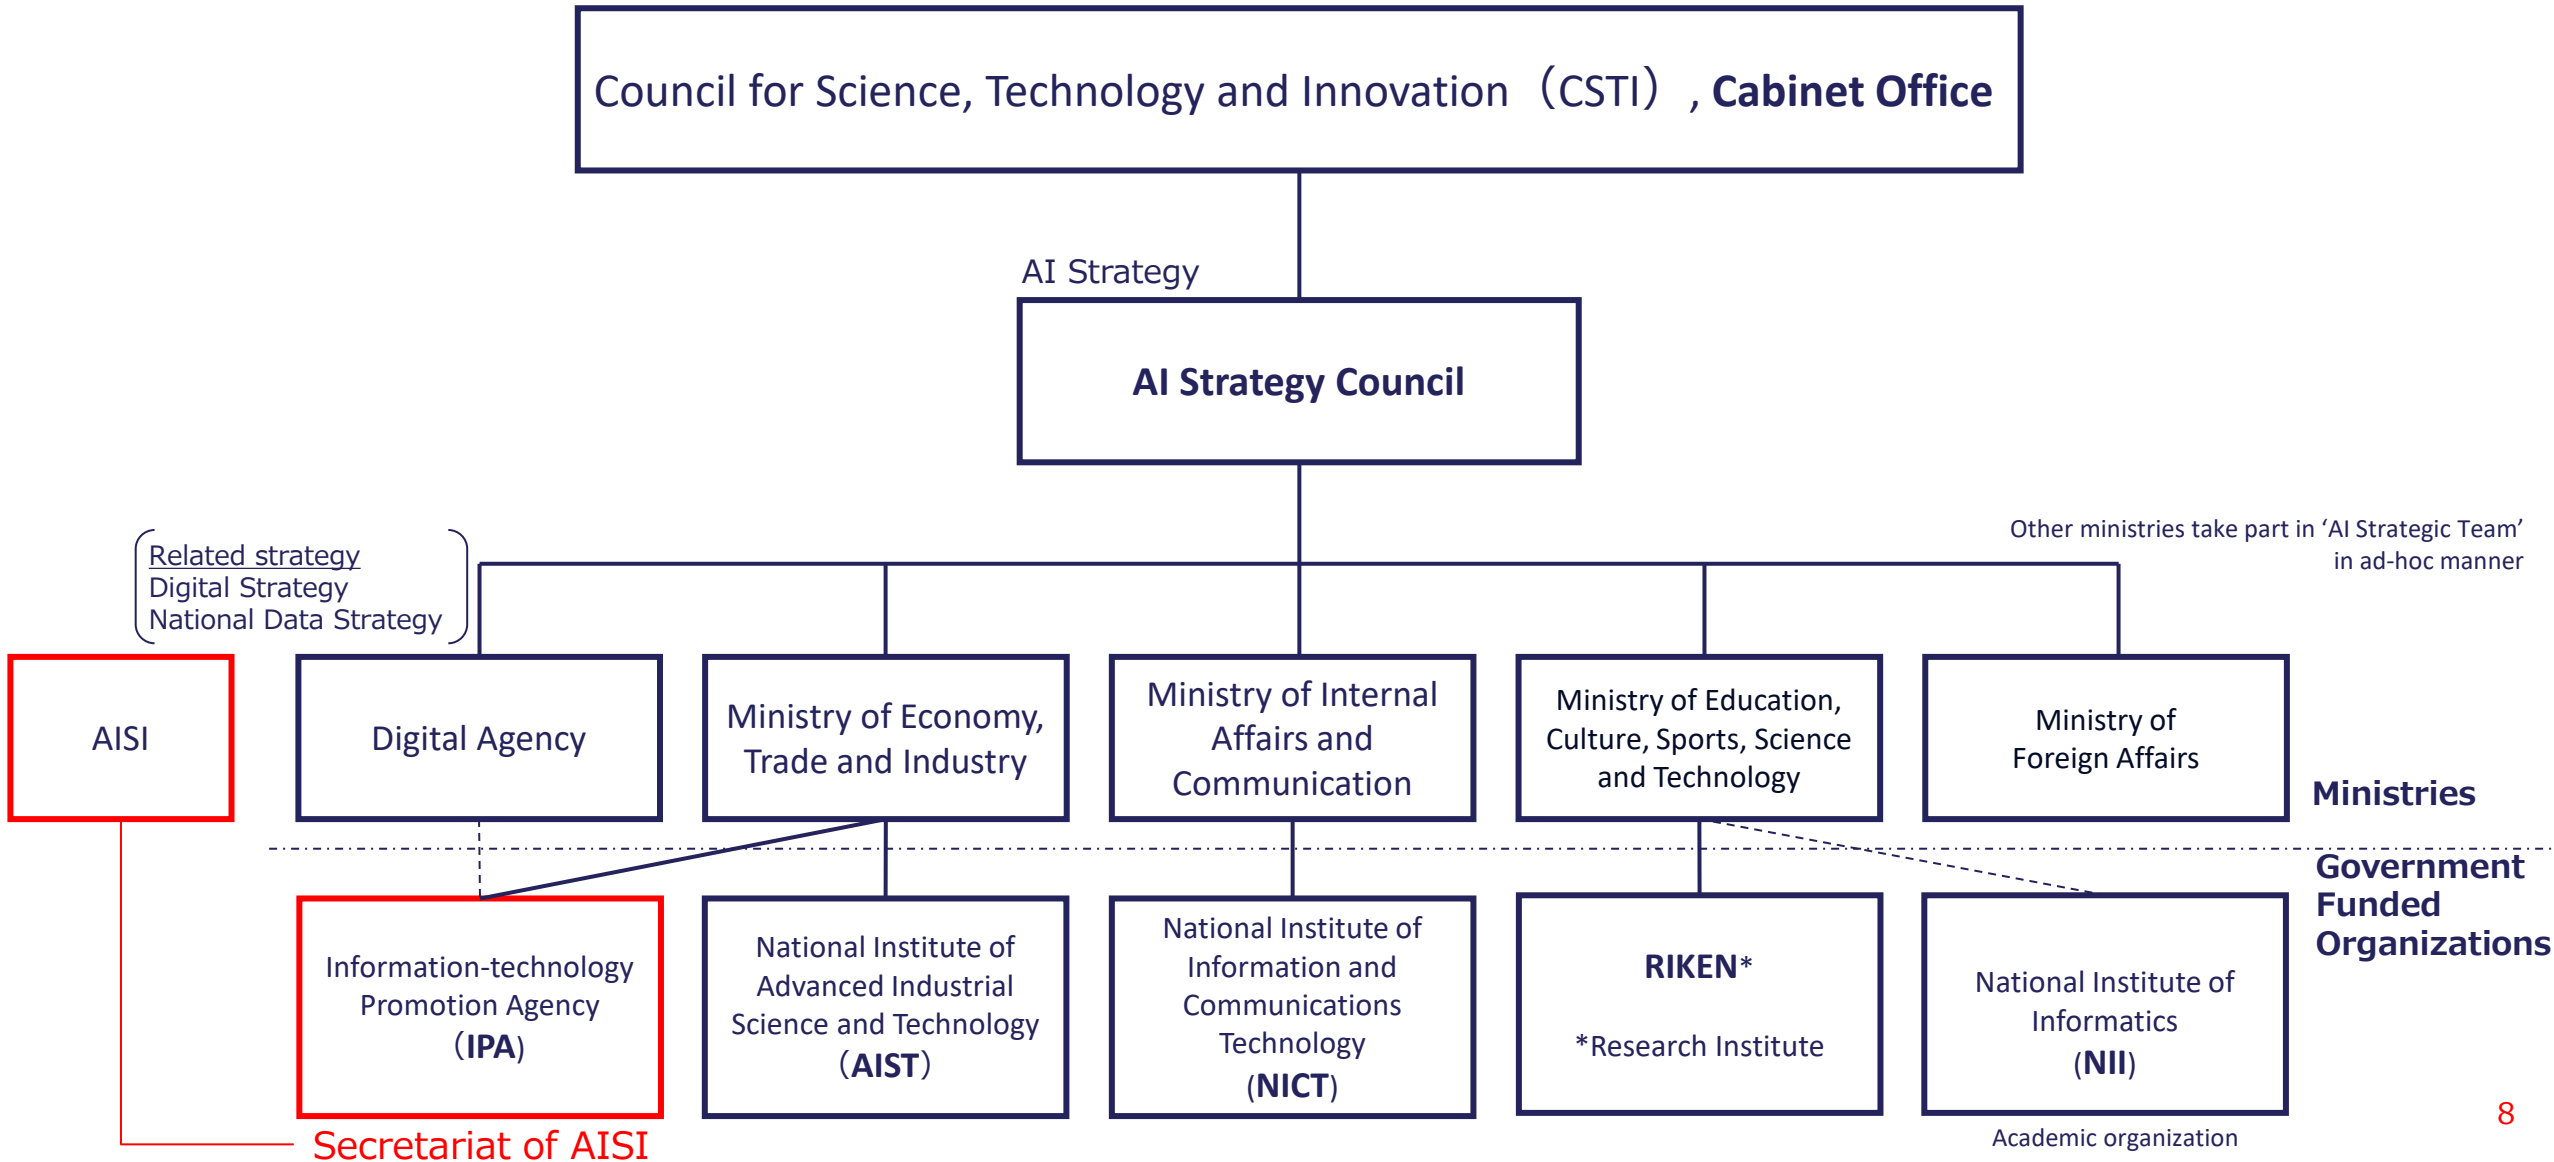 Council for Science, Technology and Innovation（CSTI）, Cabinet Office
AI Strategy
AI Strategy Council
Other ministries take part in ‘AI Strategic Team’
in ad-hoc manner
Related strategy
Digital Strategy
National Data Strategy
AISI
Digital Agency
Ministry of Economy,
Trade and Industry
Ministry of Internal
Affairs and
Communication
Ministry of Education,
Culture, Sports, Science
and Technology
Ministry of
Foreign Affairs
Ministries
Government
Funded
Organizations
Information-technology
Promotion Agency
（IPA)
National Institute of
Advanced Industrial
Science and Technology
（AIST）
National Institute of
Information and
Communications
Technology
(NICT)
RIKEN*
*Research Institute
National Institute of
Informatics
(NII)
Academic organization
Secretariat of AISI
8